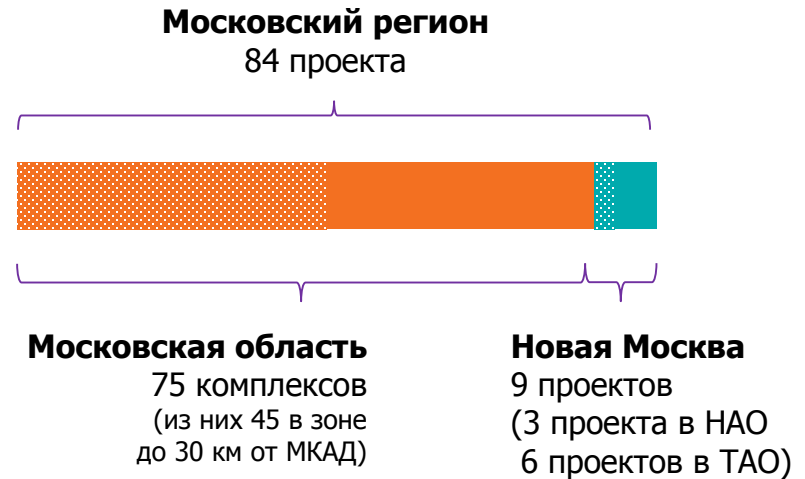 Московский регион
84 проекта
Московская область
75 комплексов
(из них 45 в зоне
до 30 км от МКАД)
Новая Москва
9 проектов
(3 проекта в НАО
6 проектов в ТАО)